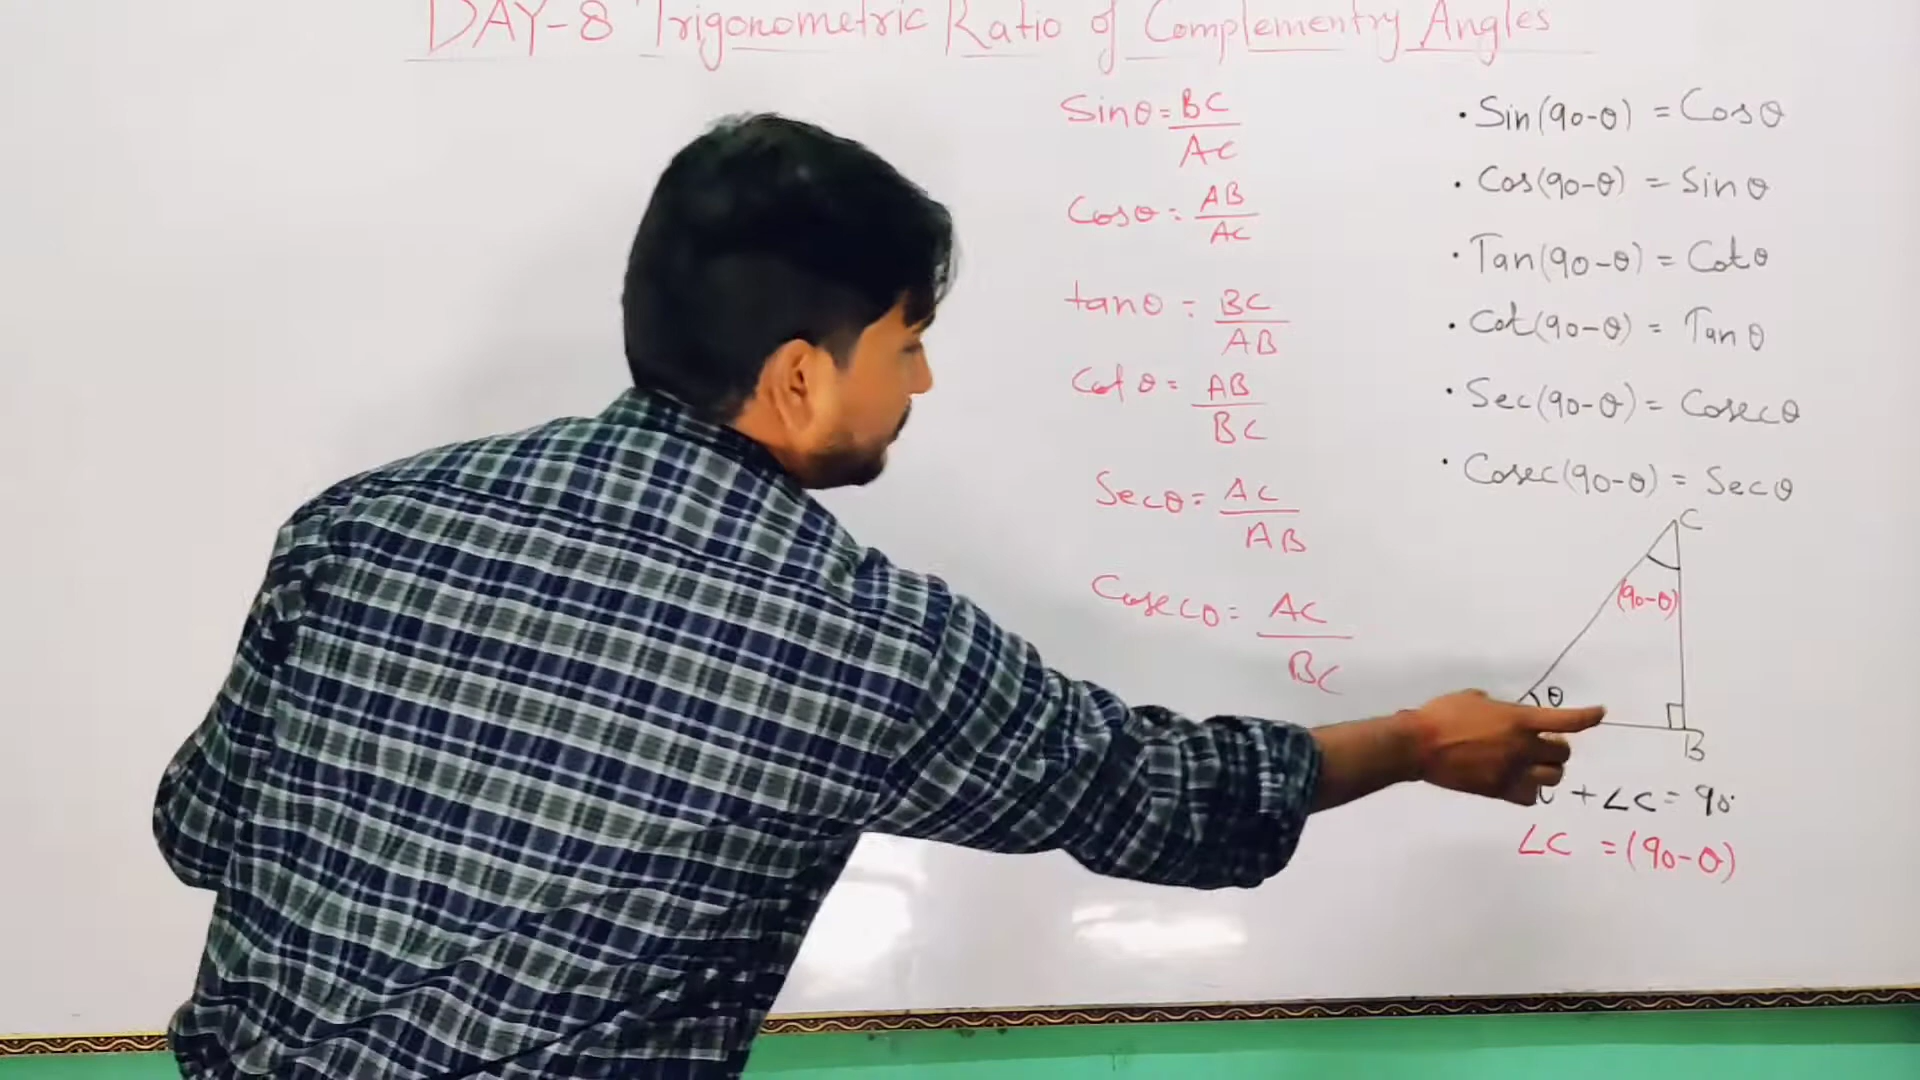 DAY-8 Trigonometric Ratio of Complementry Angles
Sinθ = BC/AC
Cosθ = AB/AC
tanθ = BC/AB
Cotθ = AB/BC
Secθ = AC/AB
Cosecθ = AC/BC
• Sin(90-θ) = Cosθ
• Cos(90-θ) = Sinθ
• Tan(90-θ) = Cotθ
• Cot(90-θ) = Tanθ
• Sec(90-θ) = Cosecθ
• Cosec(90-θ) = Secθ
C
(90-θ)
θ
B
+∠C = 90°
∠C = (90-θ)